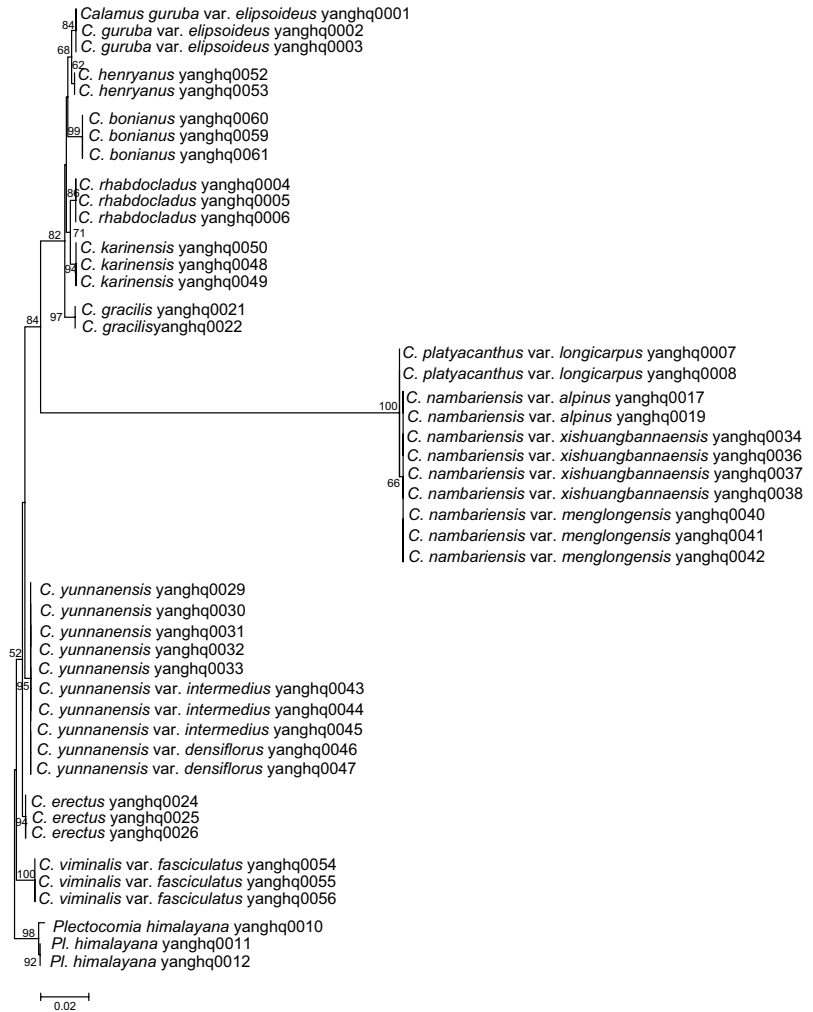 Calamus guruba var. elipsoideus yanghq0001
84
C. guruba var. elipsoideus yanghq0002
C. guruba var. elipsoideus yanghq0003
68
62
C. henryanus yanghq0052
C. henryanus yanghq0053
C. bonianus yanghq0060
99
C. bonianus yanghq0059
C. bonianus yanghq0061
C. rhabdocladus yanghq0004
86
C. rhabdocladus yanghq0005
C. rhabdocladus yanghq0006
82
71
C. karinensis yanghq0050
C. karinensis yanghq0048
94
C. karinensis yanghq0049
C. gracilis yanghq0021
97
C. gracilisyanghq0022
84
C. platyacanthus var. longicarpus yanghq0007
C. platyacanthus var. longicarpus yanghq0008
C. nambariensis var. alpinus yanghq0017
100
C. nambariensis var. alpinus yanghq0019
C. nambariensis var. xishuangbannaensis yanghq0034
C. nambariensis var. xishuangbannaensis yanghq0036
C. nambariensis var. xishuangbannaensis yanghq0037
66
C. nambariensis var. xishuangbannaensis yanghq0038
C. nambariensis var. menglongensis yanghq0040
C. nambariensis var. menglongensis yanghq0041
C. nambariensis var. menglongensis yanghq0042
C. yunnanensis yanghq0029
C. yunnanensis yanghq0030
C. yunnanensis yanghq0031
C. yunnanensis yanghq0032
52
C. yunnanensis yanghq0033
95
C. yunnanensis var. intermedius yanghq0043
C. yunnanensis var. intermedius yanghq0044
C. yunnanensis var. intermedius yanghq0045
C. yunnanensis var. densiflorus yanghq0046
C. yunnanensis var. densiflorus yanghq0047
C. erectus yanghq0024
94
C. erectus yanghq0025
C. erectus yanghq0026
C. viminalis var. fasciculatus yanghq0054
100
C. viminalis var. fasciculatus yanghq0055
C. viminalis var. fasciculatus yanghq0056
Plectocomia himalayana yanghq0010
98
Pl. himalayana yanghq0011
92
Pl. himalayana yanghq0012
0.02